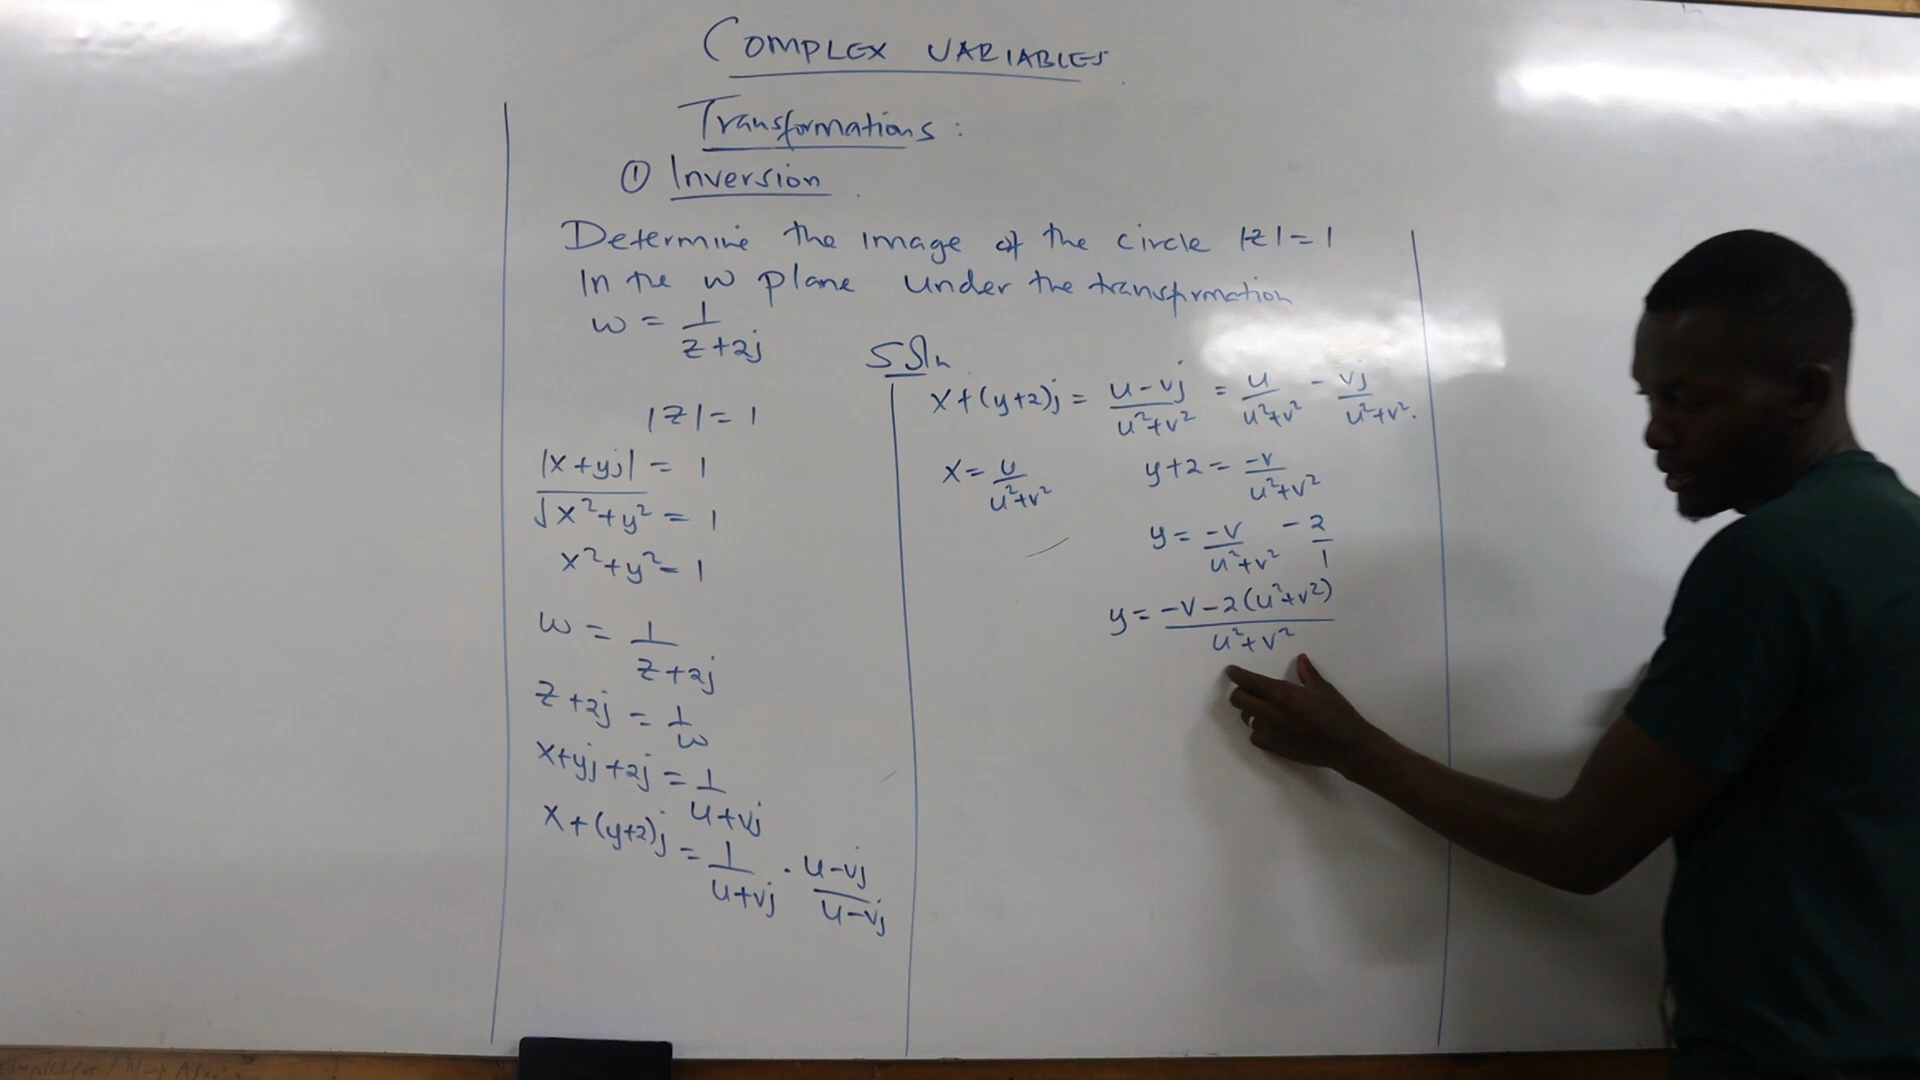 COMPLEX VARIABLES
Transformations:
① Inversion
Determine the image of the circle |z| = 1
In the w plane under the transformation
w = 1/(z+2j)
Soln
|z| = 1
|x+yj| = 1
√x²+y² = 1
x²+y² = 1
w = 1/(z+2j)
z+2j = 1/w
x+yj+2j = 1/(u+vj)
x+(y+2)j = 1/(u+vj) · (u-vj)/(u-vj)
x+(y+2)j = (u-vj)/(u²+v²) = u/(u²+v²) - vj/(u²+v²).
x = u/(u²+v²) y+2 = -v/(u²+v²)
y = -v/(u²+v²) - 2/1
y = (-v-2(u²+v²))/(u²+v²)